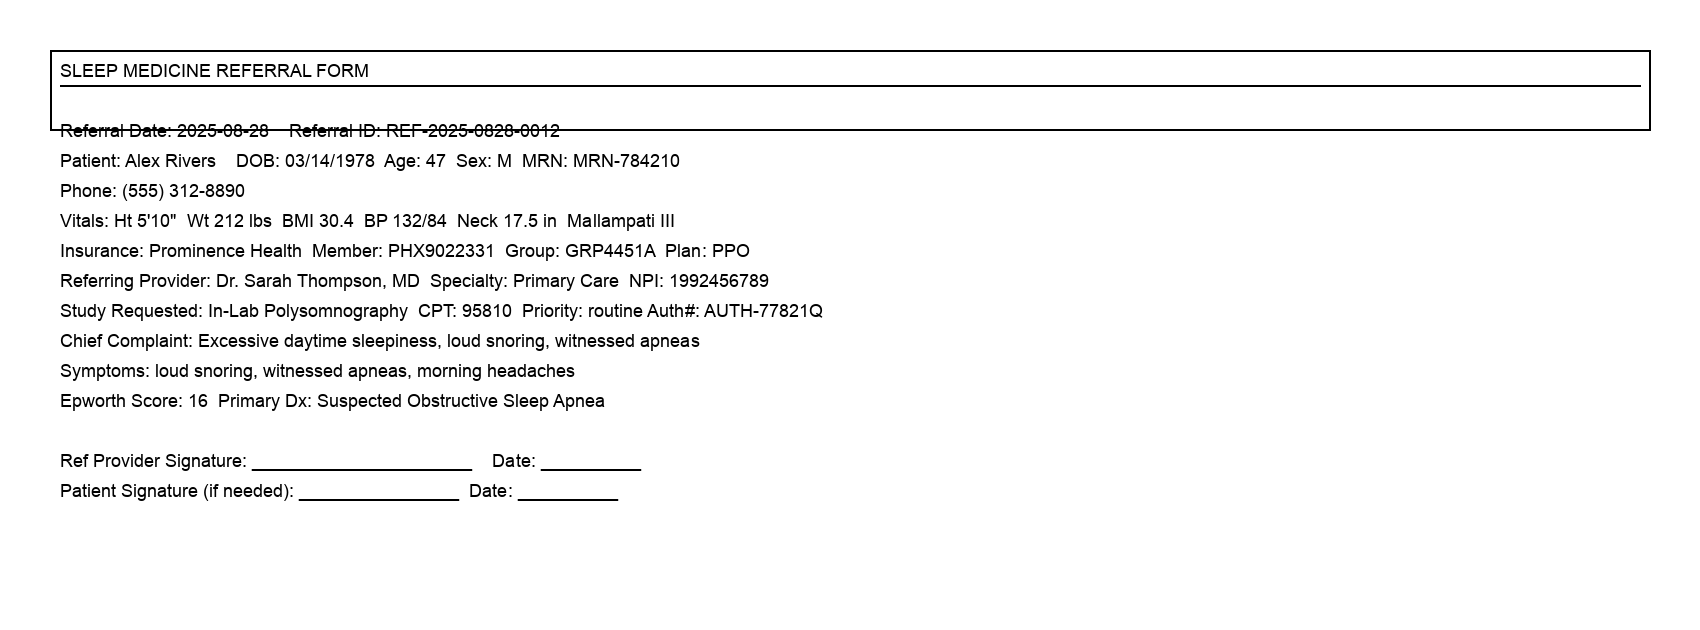 SLEEP MEDICINE REFERRAL FORM
Referral Date: 2025-08-28 Referral ID: REF-2025-0828-0012
Patient: Alex Rivers DOB: 03/14/1978 Age: 47 Sex: M MRN: MRN-784210
Phone: (555) 312-8890
Vitals: Ht 5'10" Wt 212 lbs BMI 30.4 BP 132/84 Neck 17.5 in Mallampati III
Insurance: Prominence Health Member: PHX9022331 Group: GRP4451A Plan: PPO
Referring Provider: Dr. Sarah Thompson, MD Specialty: Primary Care NPI: 1992456789
Study Requested: In-Lab Polysomnography CPT: 95810 Priority: routine Auth#: AUTH-77821Q
Chief Complaint: Excessive daytime sleepiness, loud snoring, witnessed apneas
Symptoms: loud snoring, witnessed apneas, morning headaches
Epworth Score: 16 Primary Dx: Suspected Obstructive Sleep Apnea
Ref Provider Signature: ______________________ Date: __________
Patient Signature (if needed): ________________ Date: __________